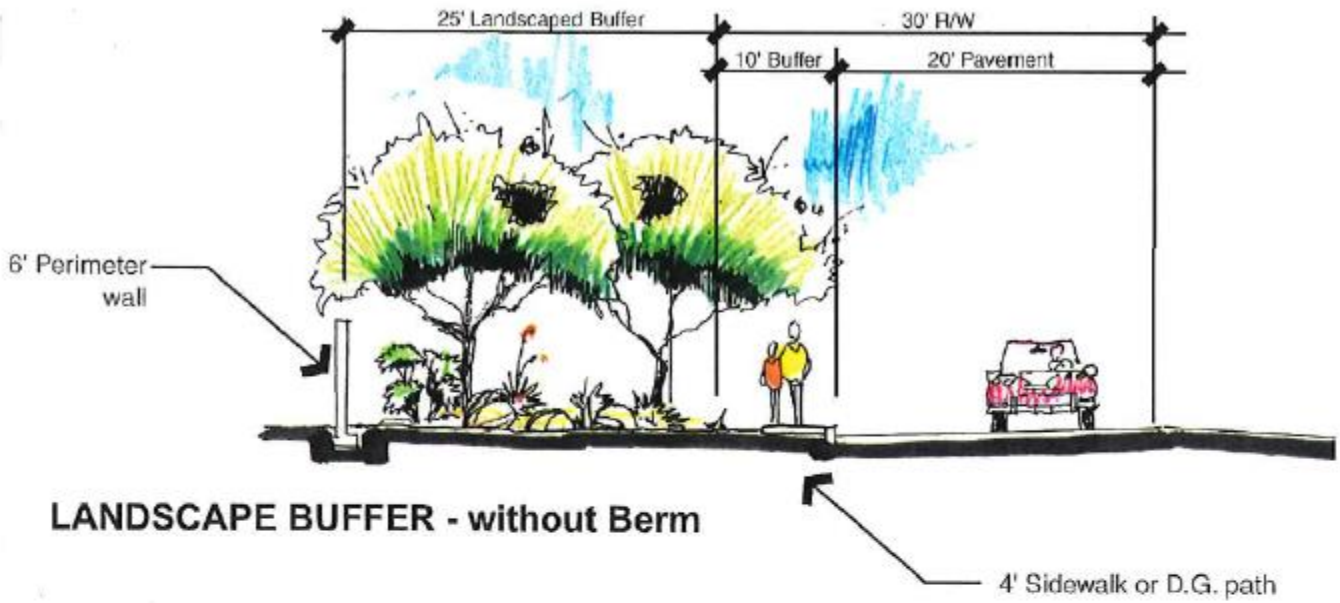 25' Landscaped Buffer
30' R/W
10' Buffer
20' Pavement
6' Perimeter
wall
LANDSCAPE BUFFER - without Berm
4' Sidewalk or D.G. path